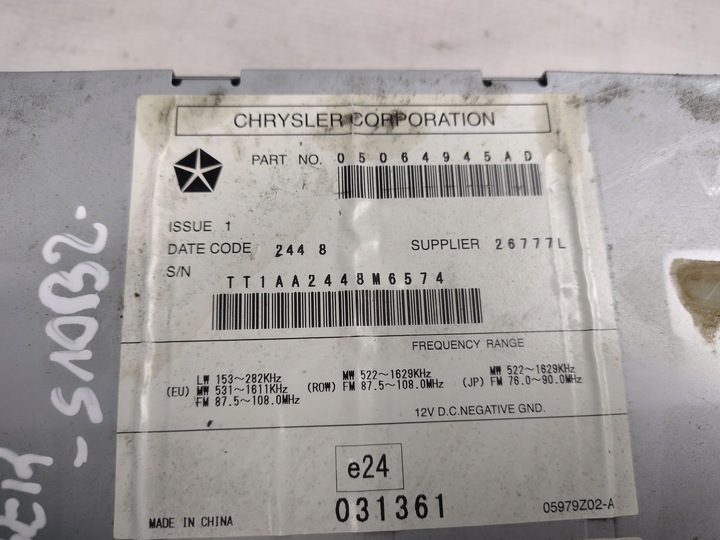 CHRYSLER CORPORATION
PART NO. 05064945AD
ISSUE 1
DATE CODE 2448 SUPPLIER 26777L
S/N
TT1AA2448M6574
FREQUENCY RANGE
(EU) LW 153~282KHz
MW 531~1611KHz
FM 87.5~108.0MHz
(ROW) MW 522~1629KHz
FM 87.5~108.0MHz
(JP) MW 522~1629KHz
FM 76.0~90.0MHz
12V D.C.NEGATIVE GND.
e24
031361
MADE IN CHINA
05979Z02-A
-S10B2-